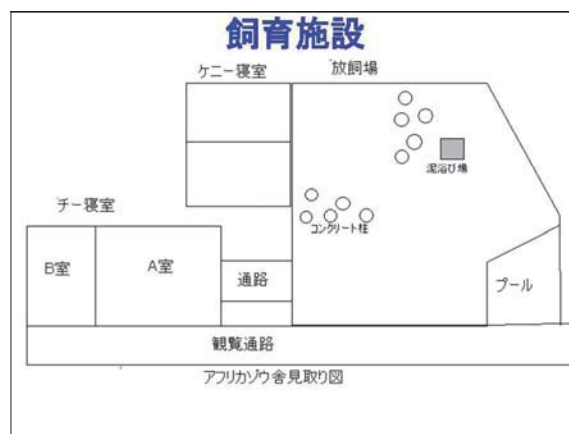 飼育施設
ケニー寝室
放飼場
泥浴び場
チー寝室
コンクリート柱
B室
A室
通路
プール
観覧通路
アフリカゾウ舎見取り図